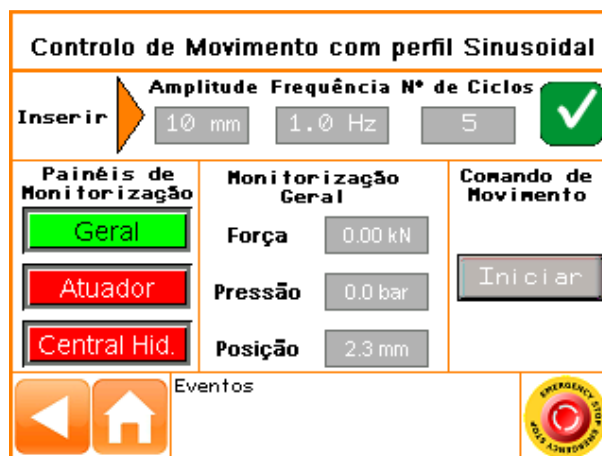 Controlo de Movimento com perfil Sinusoidal
Amplitude Frequência Nº de Ciclos
Inserir
10 mm
1.0 Hz
5
Painéis de
Monitorização
Geral
Atuador
Central Hid.
Monitorização
Geral
Força 0.00 kN
Pressão 0.0 bar
Posição 2.3 mm
Comando de
Movimento
Iniciar
Eventos
EMERGENCY STOP
EMERGENCY STOP